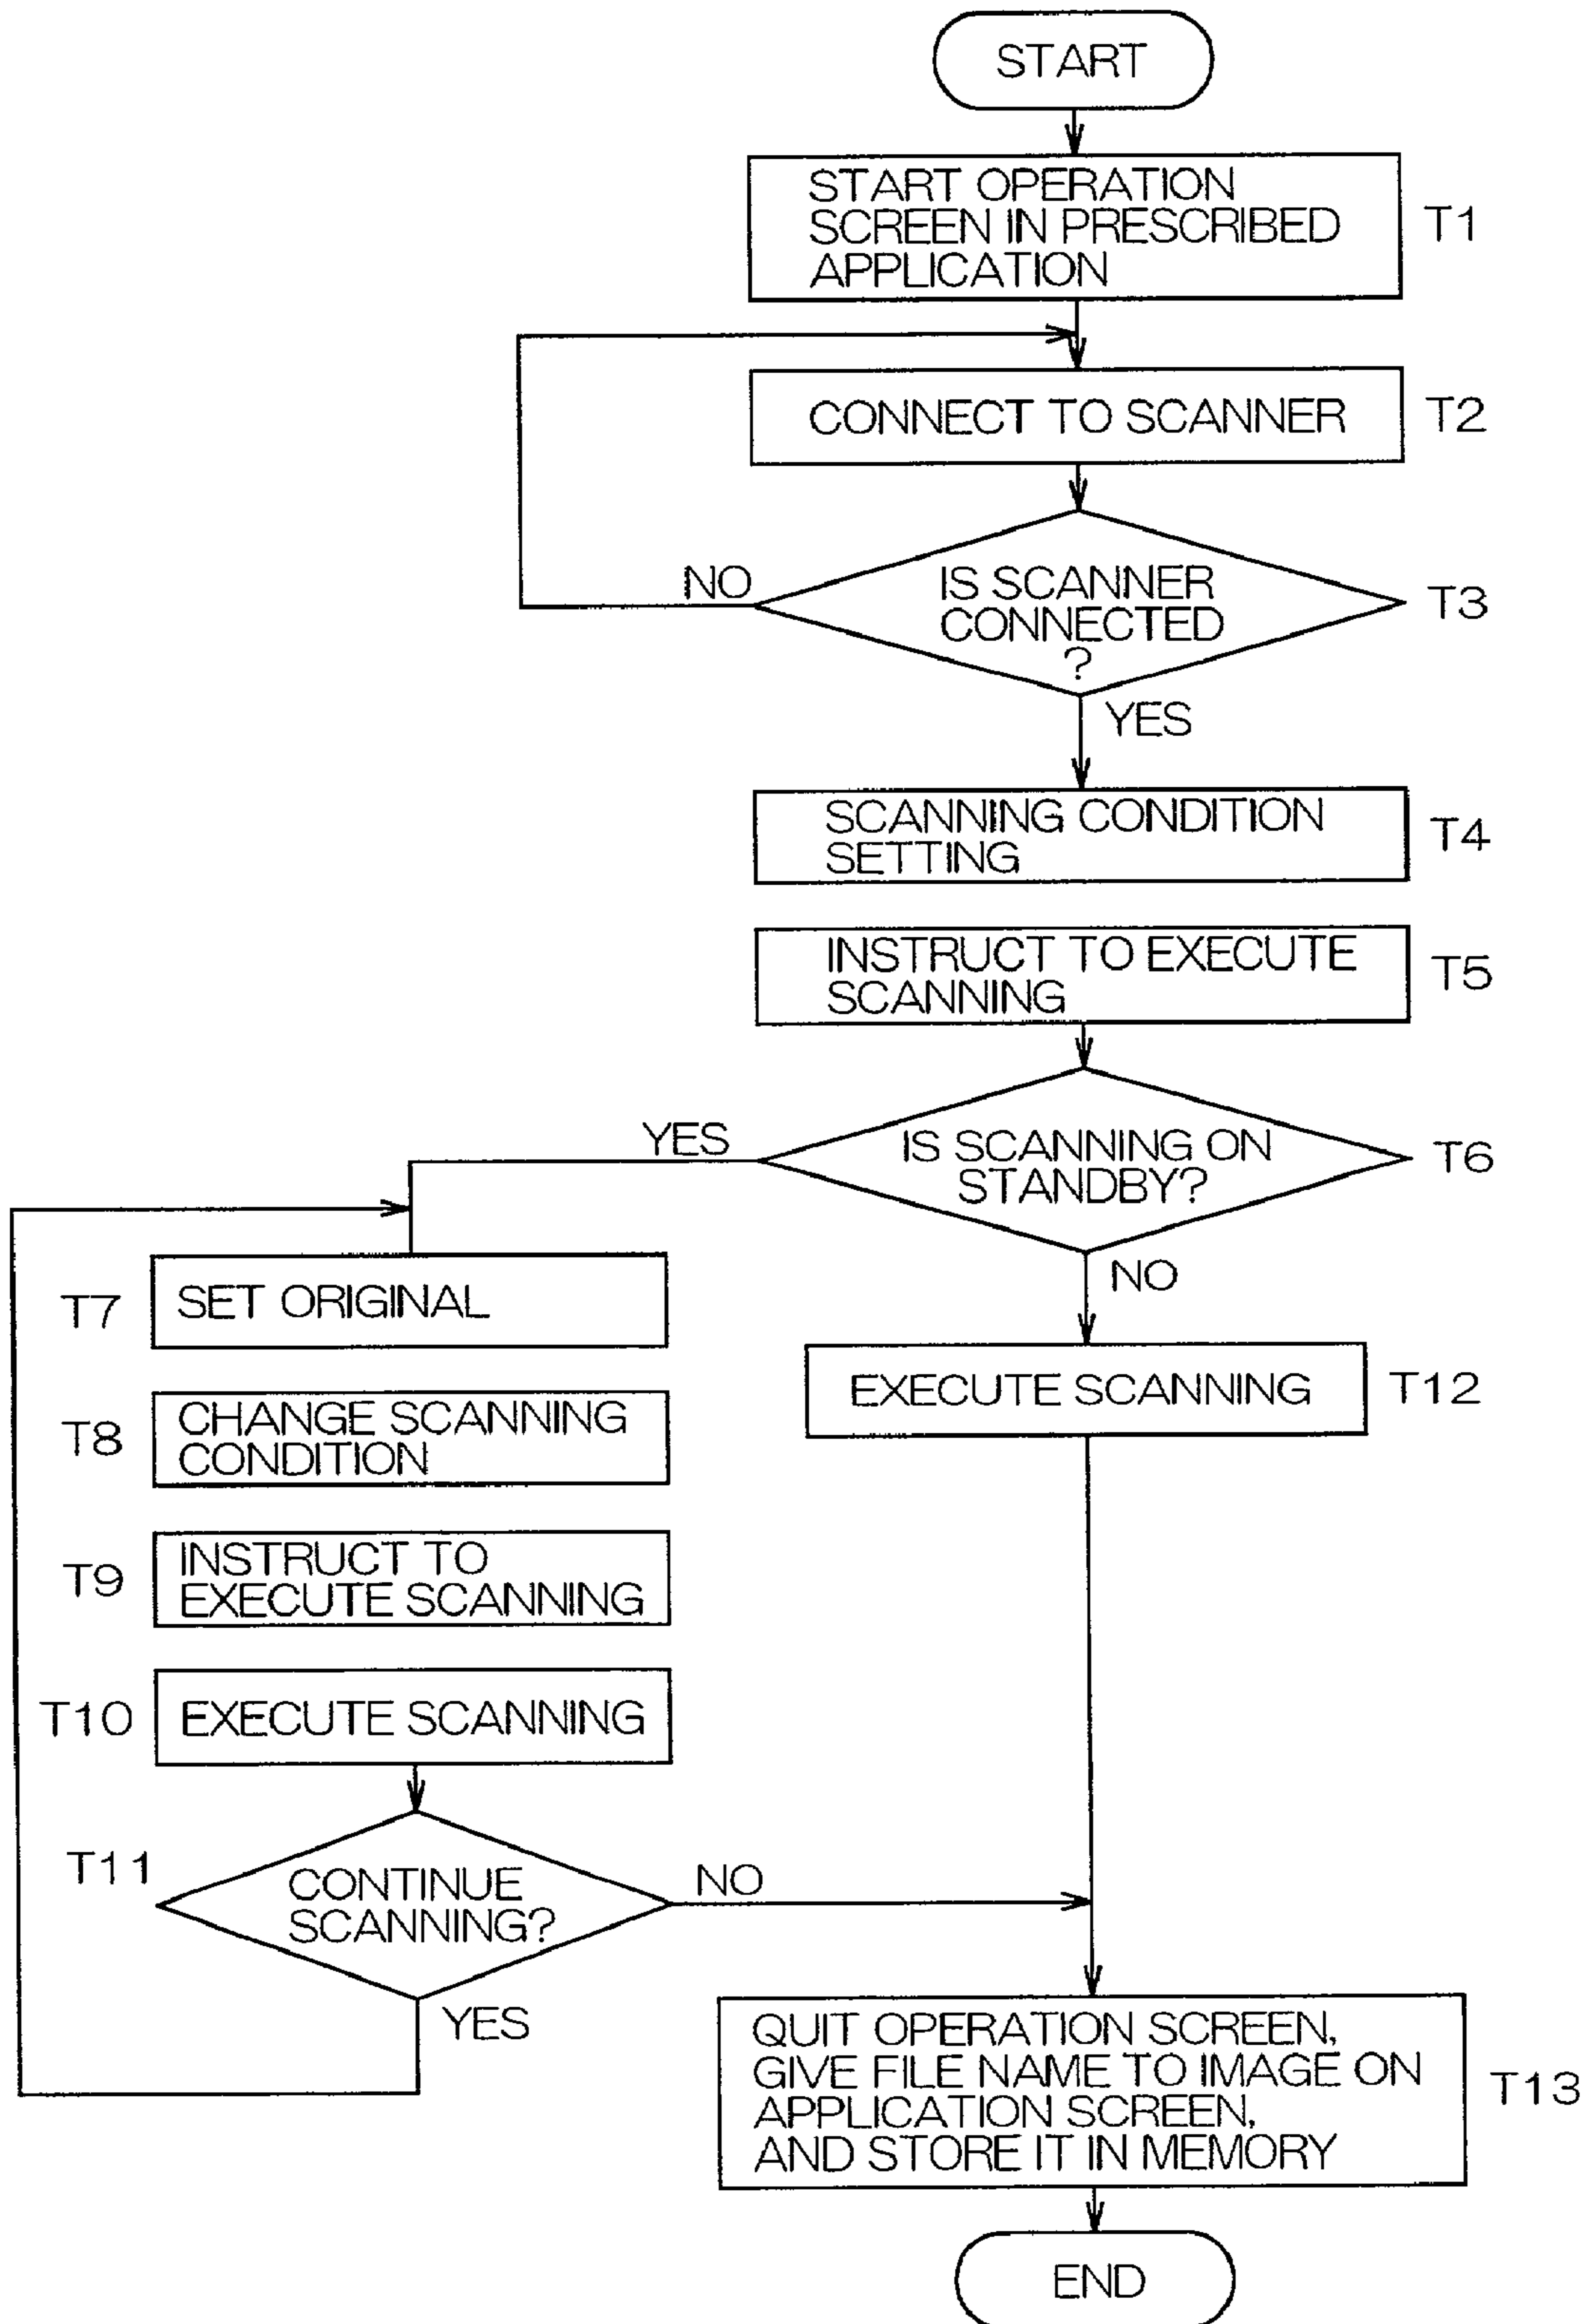 START
START OPERATION
SCREEN IN PRESCRIBED
APPLICATION
T1
CONNECT TO SCANNER
T2
NO
IS SCANNER
CONNECTED
?
T3
YES
SCANNING CONDITION
SETTING
T4
INSTRUCT TO EXECUTE
SCANNING
T5
YES
IS SCANNING ON
STANDBY?
T6
NO
T7
SET ORIGINAL
EXECUTE SCANNING
T12
T8
CHANGE SCANNING
CONDITION
T9
INSTRUCT TO
EXECUTE SCANNING
T10
EXECUTE SCANNING
T11
CONTINUE
SCANNING?
NO
YES
QUIT OPERATION SCREEN,
GIVE FILE NAME TO IMAGE ON
APPLICATION SCREEN,
AND STORE IT IN MEMORY
T13
END